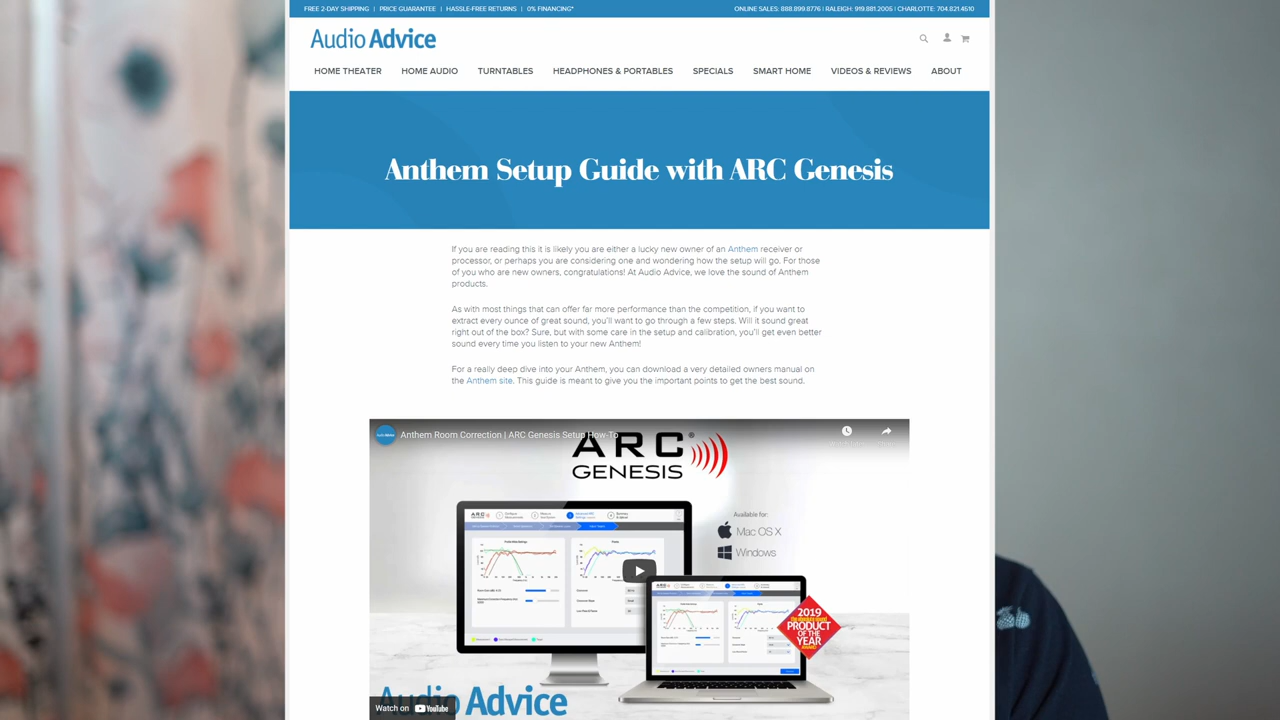 FREE 2-DAY SHIPPING | PRICE GUARANTEE | HASSLE-FREE RETURNS | 0% FINANCING*
ONLINE SALES: 888.899.8776 | RALEIGH: 919.881.2005 | CHARLOTTE: 704.821.4510
Audio Advice
HOME THEATER HOME AUDIO TURNTABLES HEADPHONES & PORTABLES SPECIALS SMART HOME VIDEOS & REVIEWS ABOUT
Anthem Setup Guide with ARC Genesis
If you are reading this it is likely you are either a lucky new owner of an Anthem receiver or
processor, or perhaps you are considering one and wondering how the setup will go. For those
of you who are new owners, congratulations! At Audio Advice, we love the sound of Anthem
products.
As with most things that can offer far more performance than the competition, if you want to
extract every ounce of great sound, you'll want to go through a few steps. Will it sound great
right out of the box? Sure, but with some care in the setup and calibration, you'll get even better
sound every time you listen to your new Anthem!
For a really deep dive into your Anthem, you can download a very detailed owners manual on
the Anthem site. This guide is meant to give you the important points to get the best sound.
Anthem Room Correction | ARC Genesis Setup How-To
ARC®
GENESIS
Available for:
Mac OS X
Windows
ARC
ARC
2019
PRODUCT
OF THE
YEAR
Audio Advice
Watch on YouTube